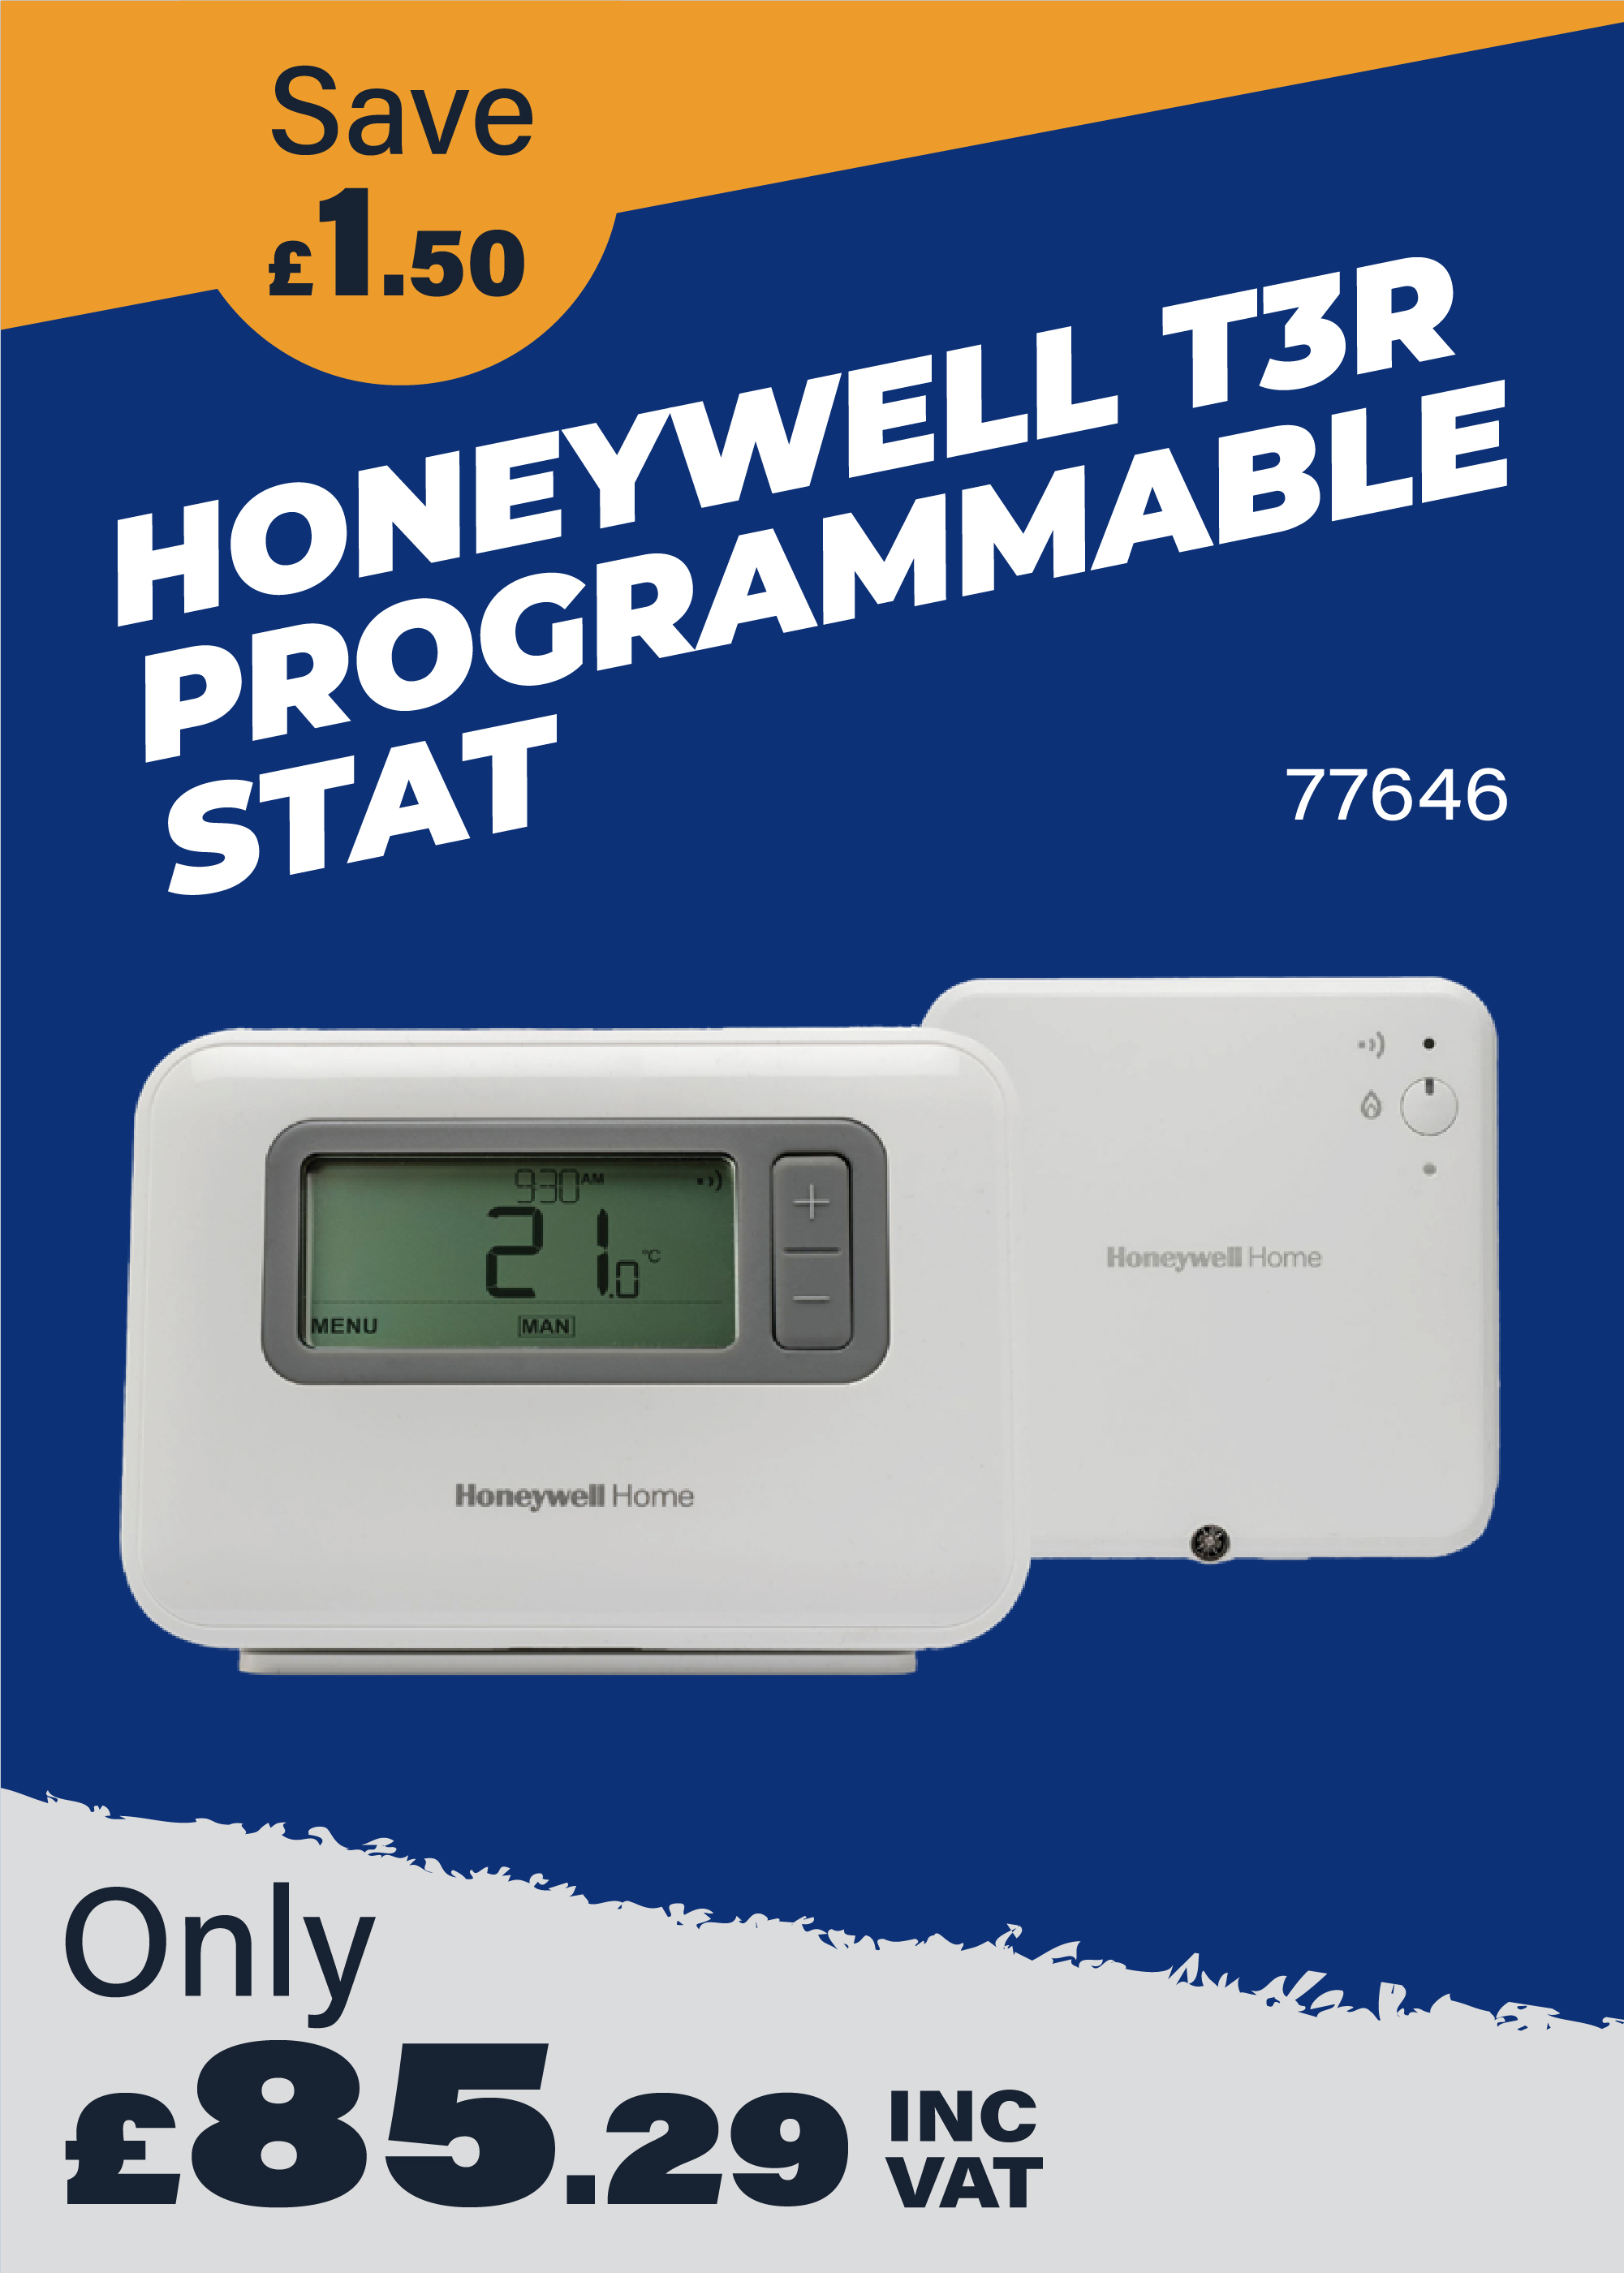 Save
£1.50
HONEYWELL T3R
PROGRAMMABLE
STAT
77646
9:30 AM
21.0 °C
MENU MAN
+
−
Honeywell Home
Honeywell Home
Only
£85.29 INC
VAT